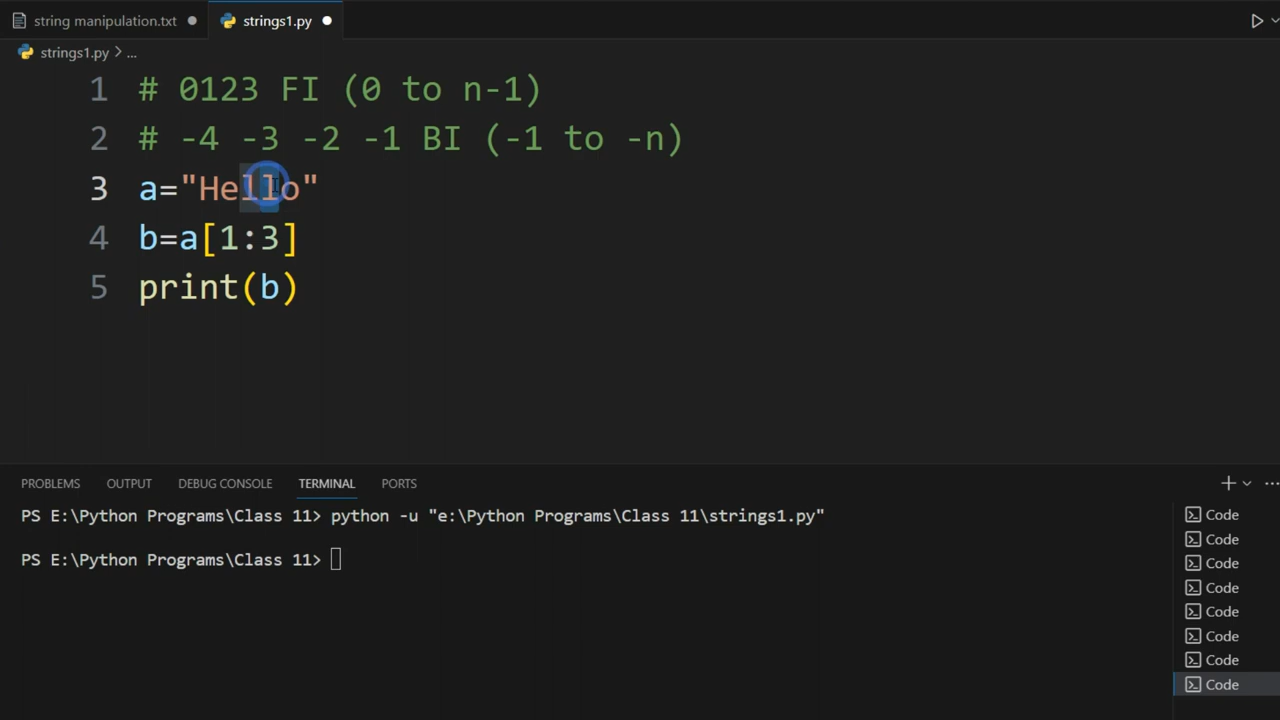 string manipulation.txt
strings1.py
strings1.py > ...
1 # 0123 FI (0 to n-1)
2 # -4 -3 -2 -1 BI (-1 to -n)
3 a="Hello"
4 b=a[1:3]
5 print(b)
PROBLEMS OUTPUT DEBUG CONSOLE TERMINAL PORTS
PS E:\Python Programs\Class 11> python -u "e:\Python Programs\Class 11\strings1.py"
PS E:\Python Programs\Class 11>
Code
Code
Code
Code
Code
Code
Code
Code